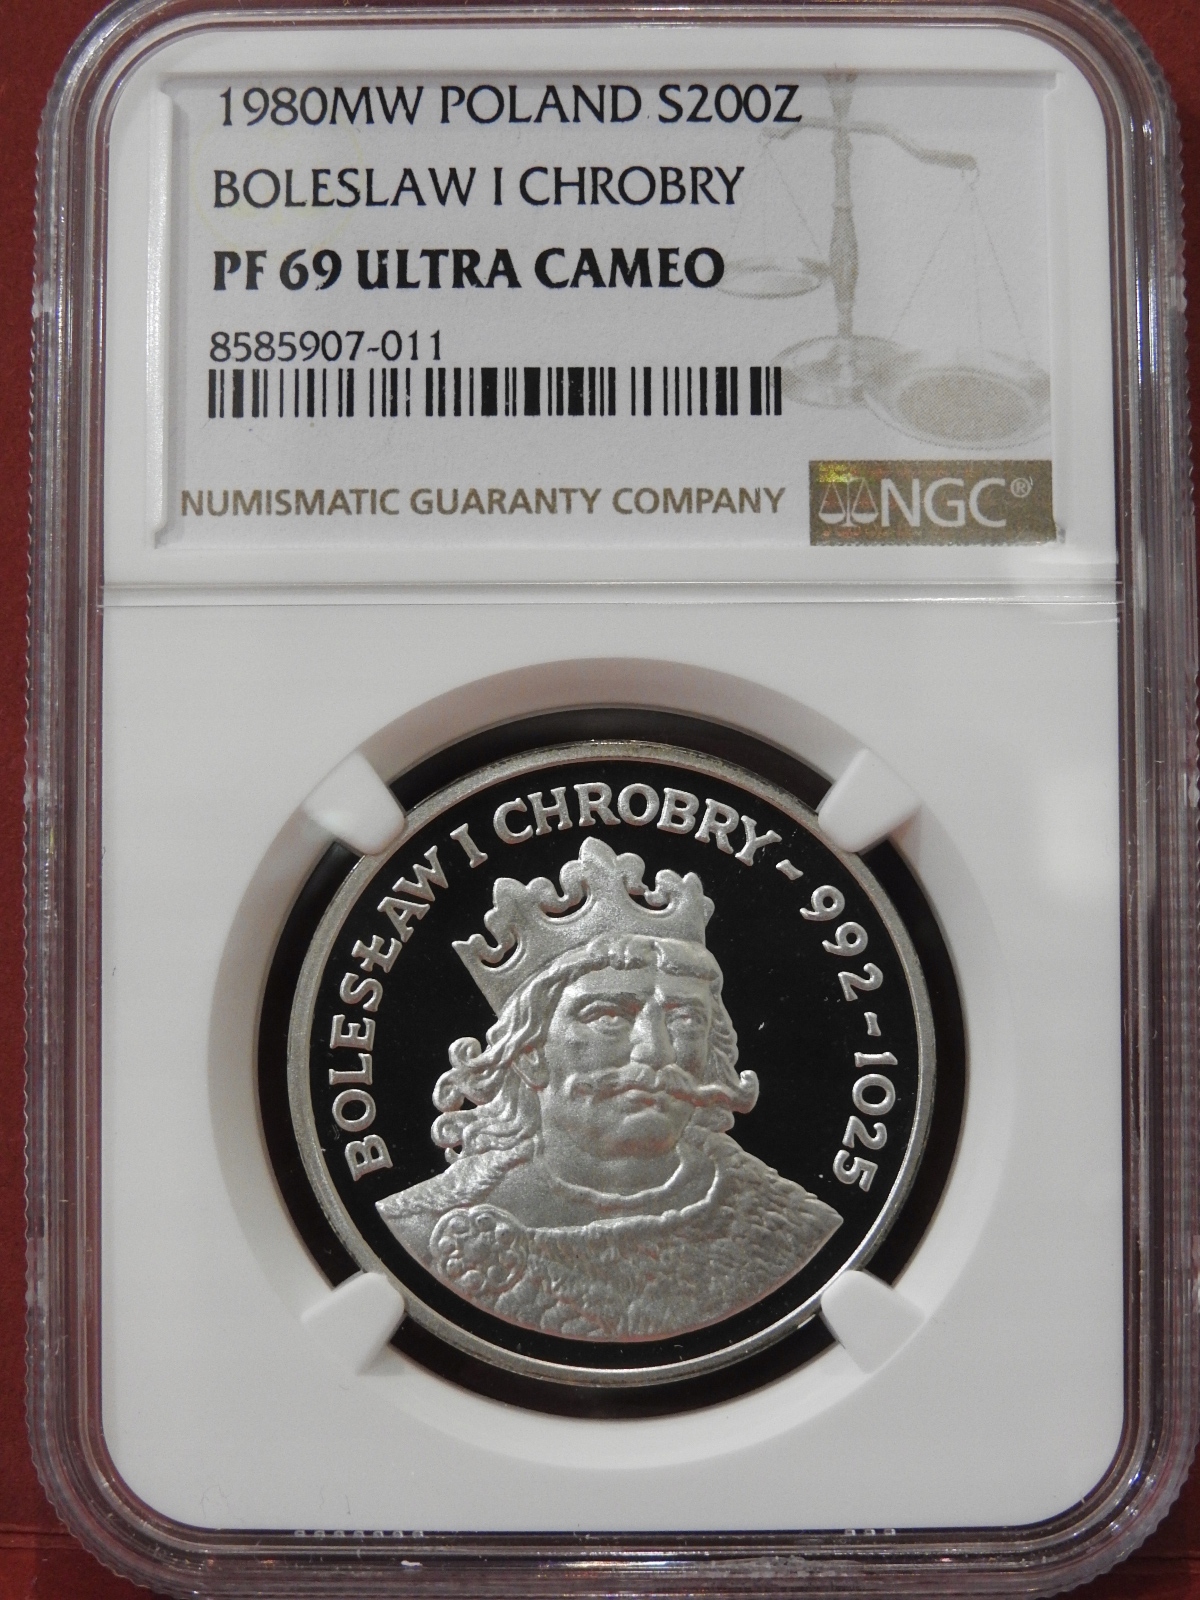 1980MW POLAND S200Z
BOLESLAW I CHROBRY
PF 69 ULTRA CAMEO
8585907-011
NUMISMATIC GUARANTY COMPANY
NGC®
BOLESŁAW I CHROBRY - 992-1025